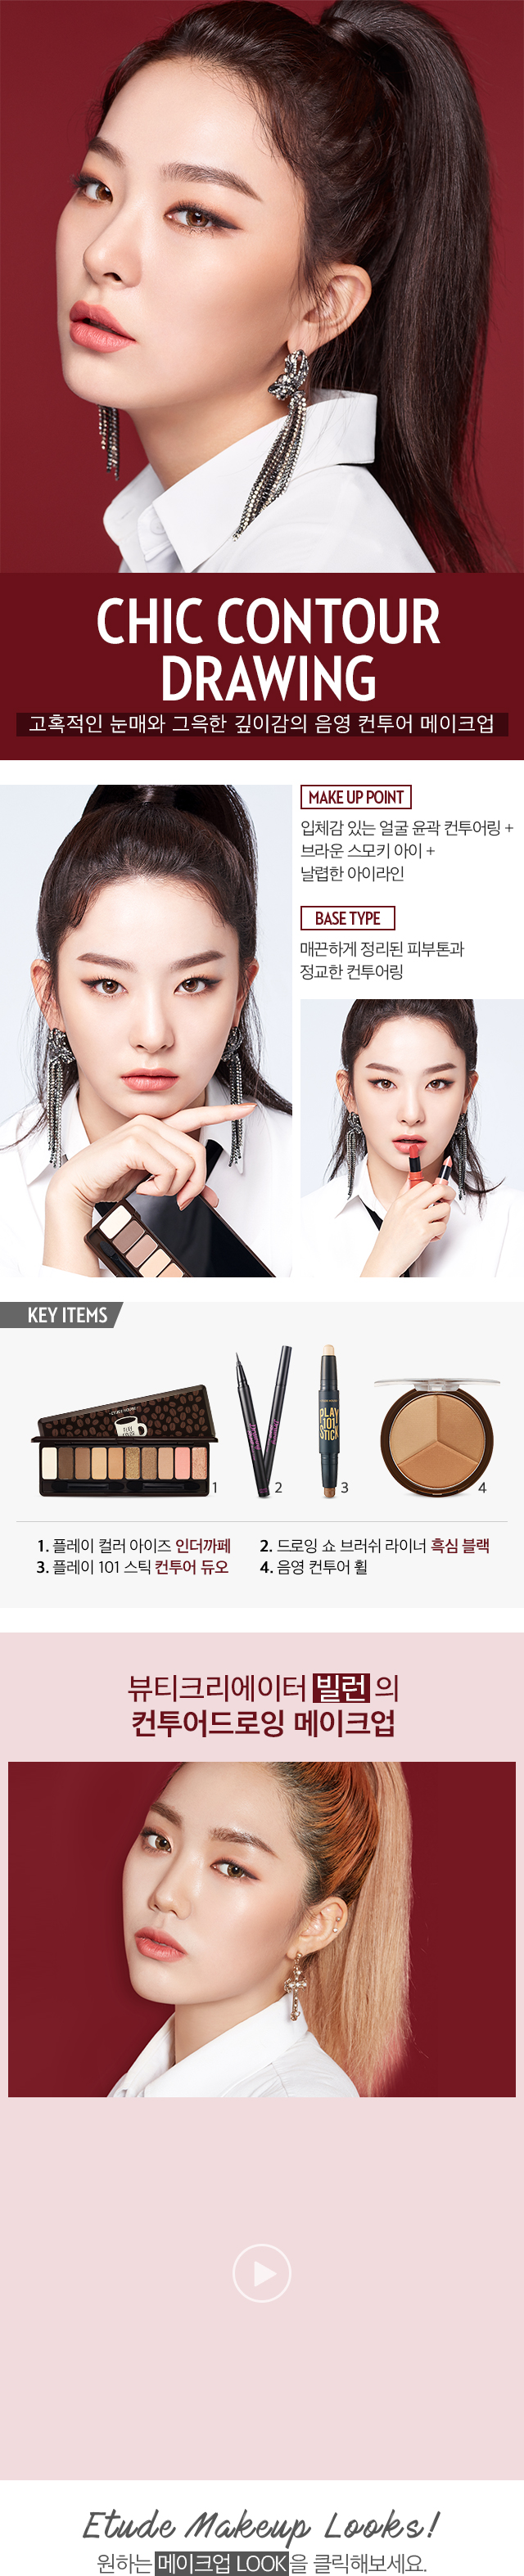 CHIC CONTOUR
DRAWING
고혹적인 눈매와 그윽한 깊이감의 음영 컨투어 메이크업
MAKE UP POINT
입체감 있는 얼굴 윤곽 컨투어링 +
브라운 스모키 아이 +
날렵한 아이라인
BASE TYPE
매끈하게 정리된 피부톤과
정교한 컨투어링
KEY ITEMS
PLAY
101
STICK
1
2
3
4
1. 플레이 컬러 아이즈 인더까페
2. 드로잉 쇼 브러쉬 라이너 흑심 블랙
3. 플레이 101 스틱 컨투어 듀오
4. 음영 컨투어 휠
뷰티크리에이터 빌런 의
컨투어드로잉 메이크업
Etude Makeup Looks!
원하는 메이크업 LOOK을 클릭해보세요.